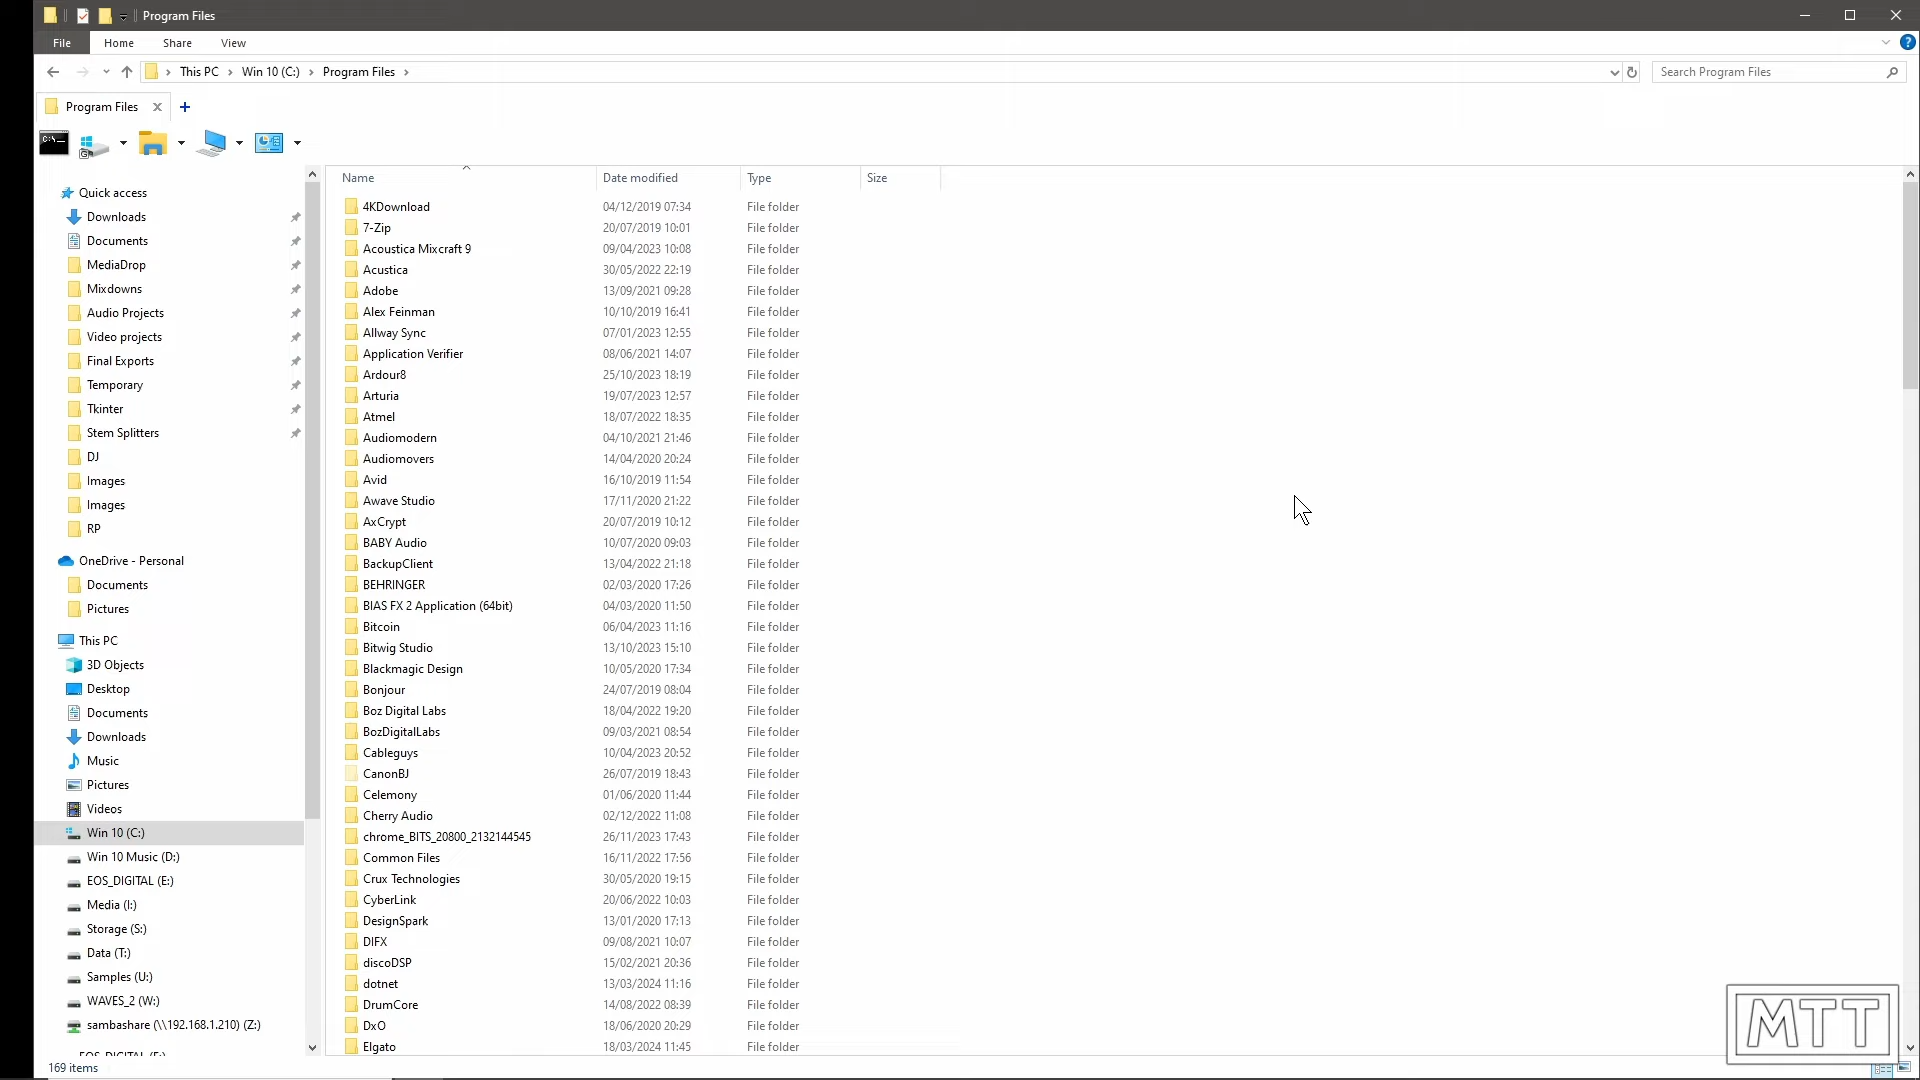 Program Files
File Home Share View
This PC Win 10 (C:) Program Files Search Program Files
Program Files
Quick access
Downloads
Documents
MediaDrop
Mixdowns
Audio Projects
Video projects
Final Exports
Temporary
Tkinter
Stem Splitters
DJ
Images
Images
RP
OneDrive - Personal
Documents
Pictures
This PC
3D Objects
Desktop
Documents
Downloads
Music
Pictures
Videos
Win 10 (C:)
Win 10 Music (D:)
EOS_DIGITAL (E:)
Media (I:)
Storage (S:)
Data (T:)
Samples (U:)
WAVES_2 (W:)
sambashare (\\192.168.1.210) (Z:)
Name Date modified Type Size
4KDownload 04/12/2019 07:34 File folder
7-Zip 20/07/2019 10:01 File folder
Acoustica Mixcraft 9 09/04/2023 10:08 File folder
Acustica 30/05/2022 22:19 File folder
Adobe 13/09/2021 09:28 File folder
Alex Feinman 10/10/2019 16:41 File folder
Allway Sync 07/01/2023 12:55 File folder
Application Verifier 08/06/2021 14:07 File folder
Ardour8 25/10/2023 18:19 File folder
Arturia 19/07/2023 12:57 File folder
Atmel 18/07/2022 18:35 File folder
Audiomodern 04/10/2021 21:46 File folder
Audiomovers 14/04/2020 20:24 File folder
Avid 16/10/2019 11:54 File folder
Awave Studio 17/11/2020 21:22 File folder
AxCrypt 20/07/2019 10:12 File folder
BABY Audio 10/07/2020 09:03 File folder
BackupClient 13/04/2022 21:18 File folder
BEHRINGER 02/03/2020 17:26 File folder
BIAS FX 2 Application (64bit) 04/03/2020 11:50 File folder
Bitcoin 06/04/2023 11:16 File folder
Bitwig Studio 13/10/2023 15:10 File folder
Blackmagic Design 10/05/2020 17:34 File folder
Bonjour 24/07/2019 08:04 File folder
Boz Digital Labs 18/04/2022 19:20 File folder
BozDigitalLabs 09/03/2021 08:54 File folder
Cableguys 10/04/2023 20:52 File folder
CanonBJ 26/07/2019 18:43 File folder
Celemony 01/06/2020 11:44 File folder
Cherry Audio 02/12/2022 11:08 File folder
chrome_BITS_20800_2132144545 26/11/2023 17:43 File folder
Common Files 16/11/2022 17:56 File folder
Crux Technologies 30/05/2020 19:15 File folder
CyberLink 20/06/2022 10:03 File folder
DesignSpark 13/01/2020 17:13 File folder
DIFX 09/08/2021 10:07 File folder
discoDSP 15/02/2021 20:36 File folder
dotnet 13/03/2024 11:16 File folder
DrumCore 14/08/2022 08:39 File folder
DxO 18/06/2020 20:29 File folder
Elgato 18/03/2024 11:45 File folder
169 items
MTT